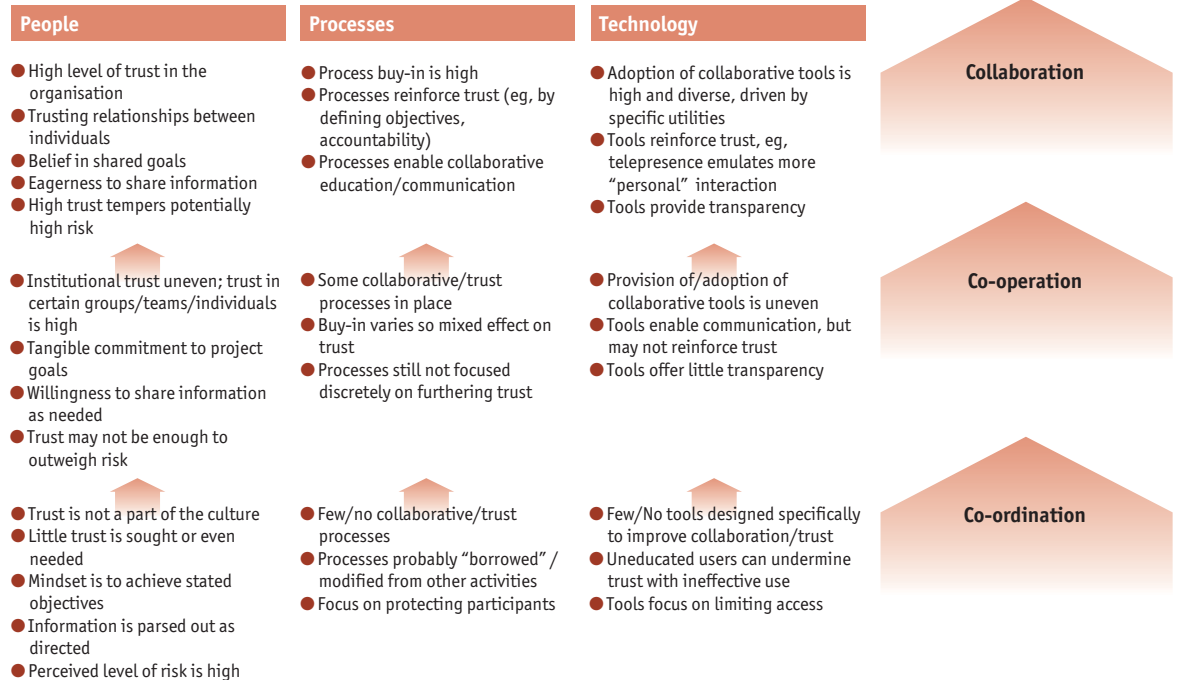 People
Processes
Technology
● High level of trust in the
organisation
● Trusting relationships between
individuals
● Belief in shared goals
● Eagerness to share information
● High trust tempers potentially
high risk
● Process buy-in is high
● Processes reinforce trust (eg, by
defining objectives,
accountability)
● Processes enable collaborative
education/communication
● Adoption of collaborative tools is
high and diverse, driven by
specific utilities
● Tools reinforce trust, eg,
telepresence emulates more
“personal” interaction
● Tools provide transparency
Collaboration
● Institutional trust uneven; trust in
certain groups/teams/individuals
is high
● Tangible commitment to project
goals
● Willingness to share information
as needed
● Trust may not be enough to
outweigh risk
● Some collaborative/trust
processes in place
● Buy-in varies so mixed effect on
trust
● Processes still not focused
discretely on furthering trust
● Provision of/adoption of
collaborative tools is uneven
● Tools enable communication, but
may not reinforce trust
● Tools offer little transparency
Co-operation
● Trust is not a part of the culture
● Little trust is sought or even
needed
● Mindset is to achieve stated
objectives
● Information is parsed out as
directed
● Perceived level of risk is high
● Few/no collaborative/trust
processes
● Processes probably “borrowed” /
modified from other activities
● Focus on protecting participants
● Few/No tools designed specifically
to improve collaboration/trust
● Uneducated users can undermine
trust with ineffective use
● Tools focus on limiting access
Co-ordination